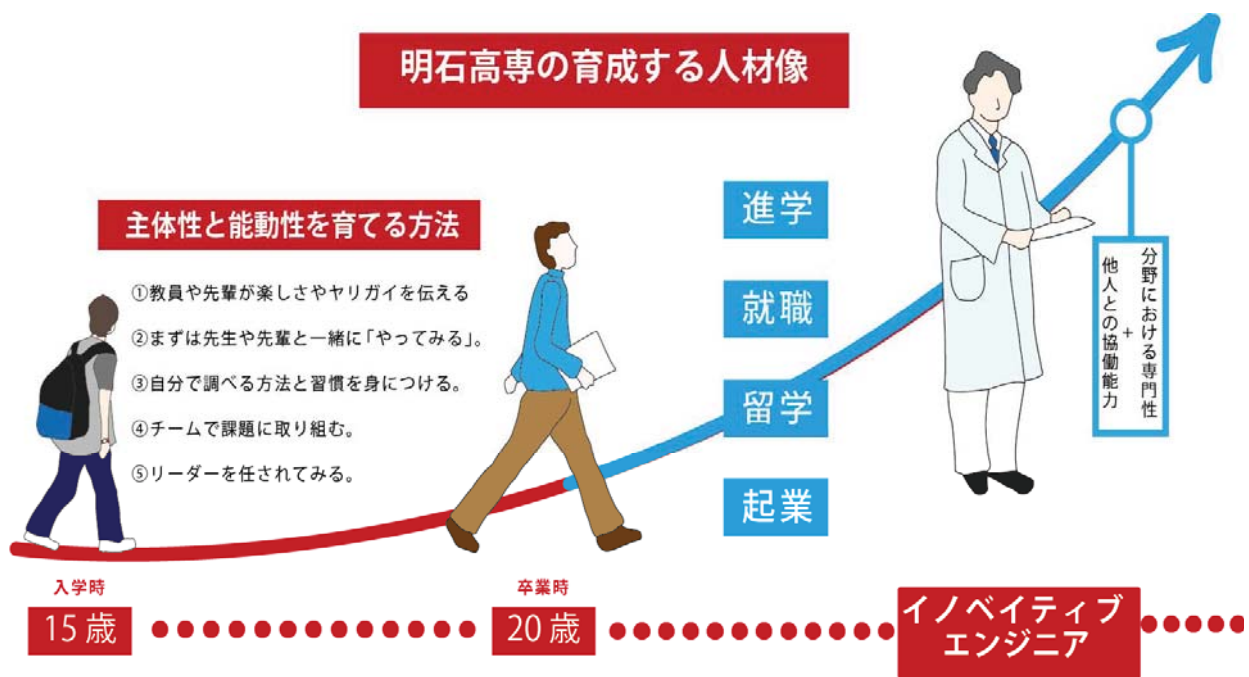 明石高専の育成する人材像
主体性と能動性を育てる方法
①教員や先輩が楽しさやヤリガイを伝える
②まずは先生や先輩と一緒に「やってみる」。
③自分で調べる方法と習慣を身につける。
④チームで課題に取り組む。
⑤リーダーを任されてみる。
進学
就職
留学
起業
分野における専門性
+
他人との協働能力
入学時
15歳
卒業時
20歳
イノベイティブ
エンジニア